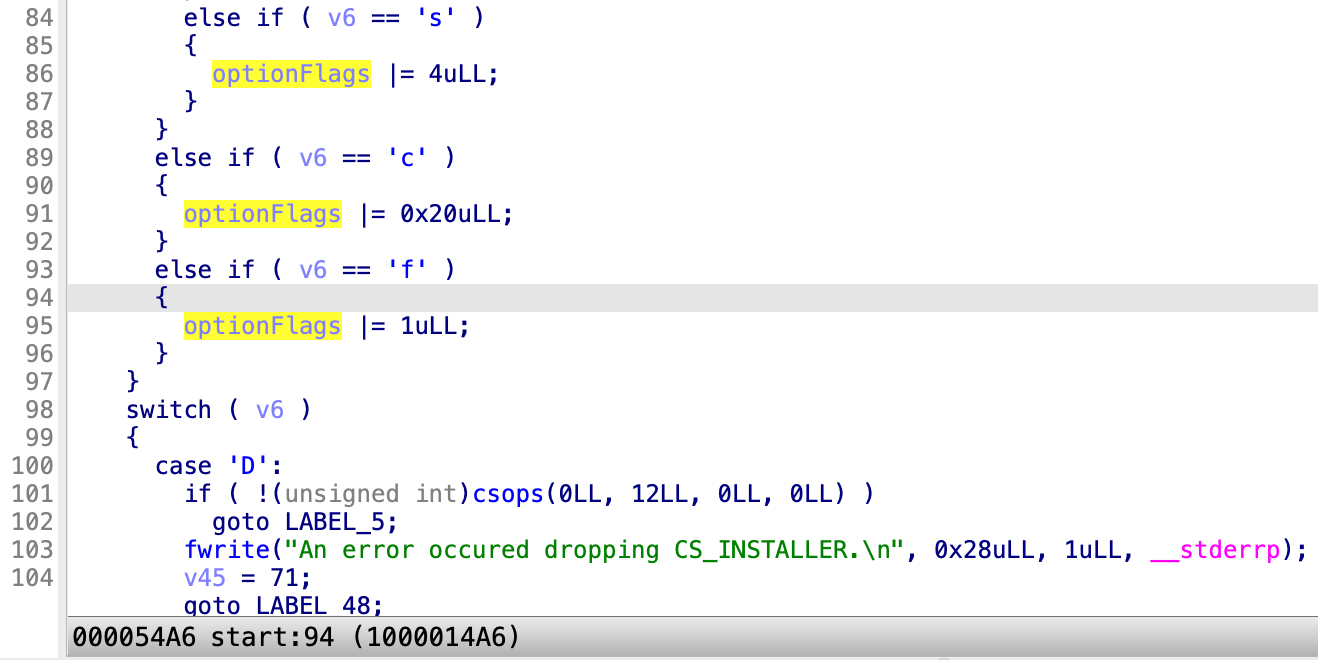 84 else if ( v6 == 's' )
85 {
86 optionFlags |= 4uLL;
87 }
88 }
89 else if ( v6 == 'c' )
90 {
91 optionFlags |= 0x20uLL;
92 }
93 else if ( v6 == 'f' )
94 {
95 optionFlags |= 1uLL;
96 }
97 }
98 switch ( v6 )
99 {
100 case 'D':
101 if ( !(unsigned int)csops(0LL, 12LL, 0LL, 0LL) )
102 goto LABEL_5;
103 fwrite("An error occured dropping CS_INSTALLER.\n", 0x28uLL, 1uLL, __stderrp);
104 v45 = 71;
goto LABEL_48;
000054A6 start:94 (1000014A6)